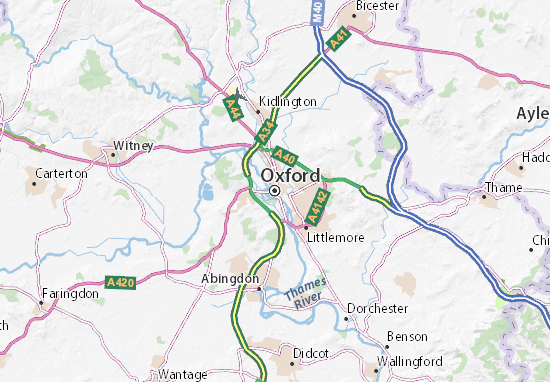 Bicester
M40
A41
Kidlington
A44
A34
Ayle
Witney
A40
Hadd
Carterton
Oxford
Thame
A4142
Littlemore
Chi
Abingdon
A420
Thames
River
Faringdon
Dorchester
th
Benson
Didcot
Wallingford
Wantage